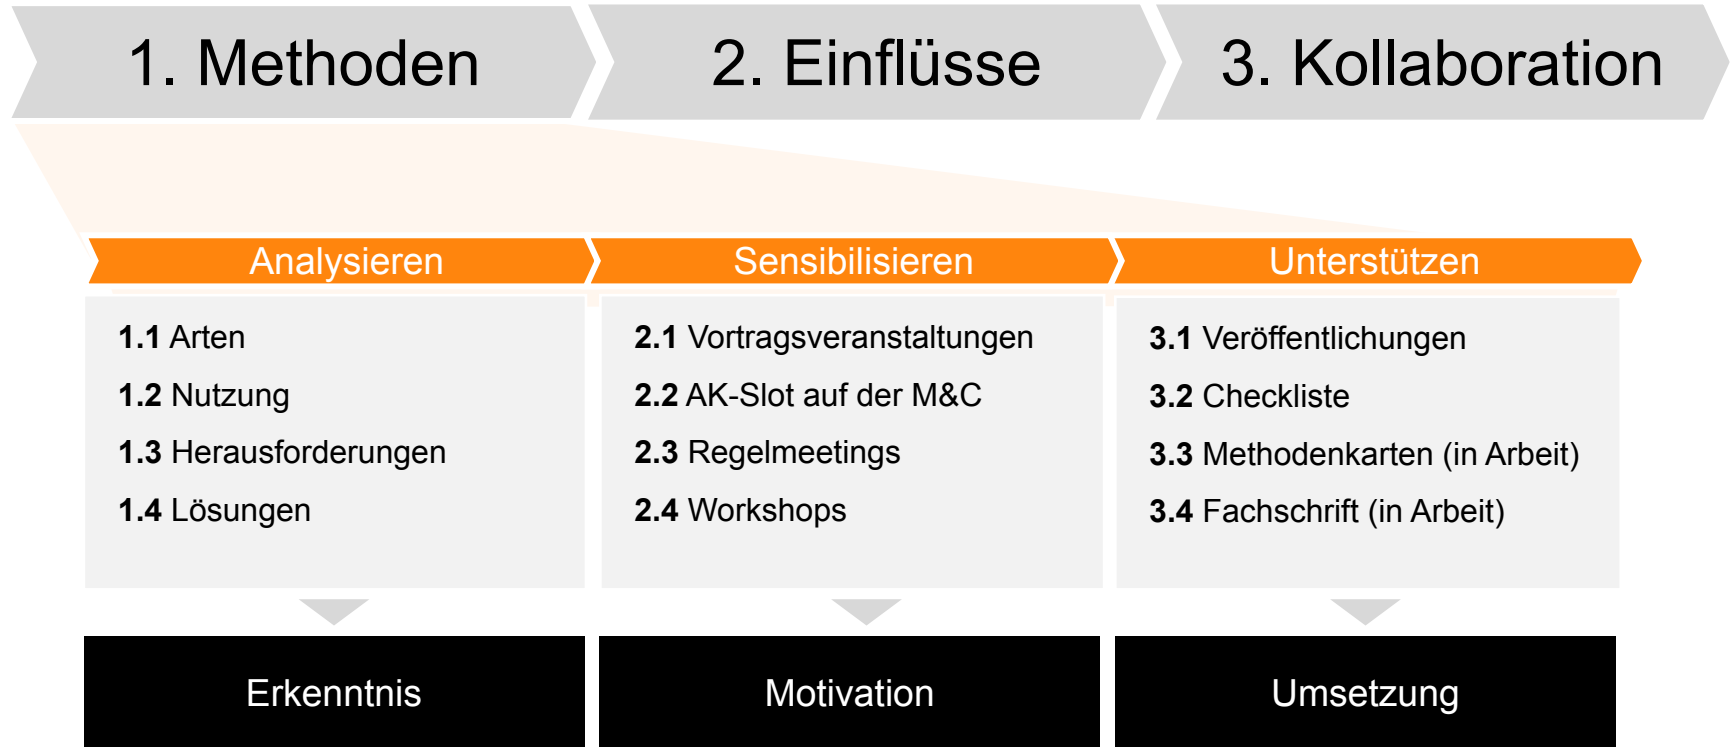 1. Methoden
2. Einflüsse
3. Kollaboration
Analysieren
Sensibilisieren
Unterstützen
1.1 Arten
1.2 Nutzung
1.3 Herausforderungen
1.4 Lösungen
2.1 Vortragsveranstaltungen
2.2 AK-Slot auf der M&C
2.3 Regelmeetings
2.4 Workshops
3.1 Veröffentlichungen
3.2 Checkliste
3.3 Methodenkarten (in Arbeit)
3.4 Fachschrift (in Arbeit)
Erkenntnis
Motivation
Umsetzung